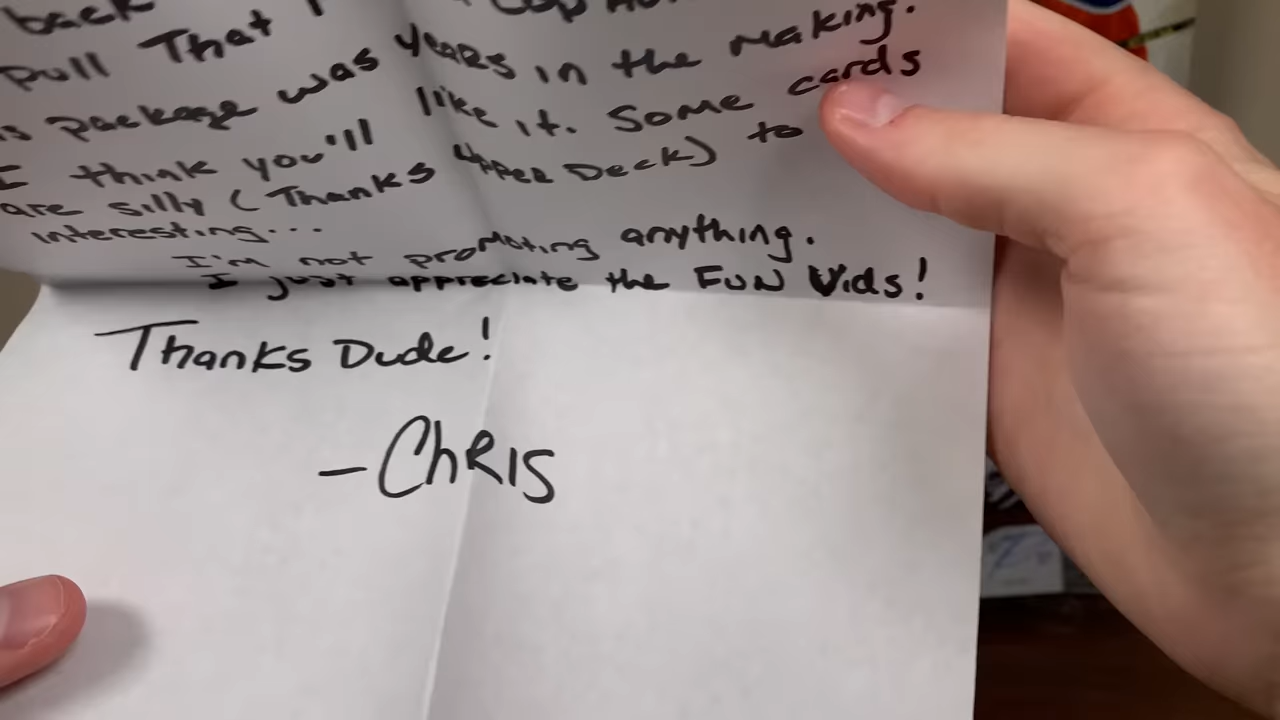 back
pull That I
package was years in the making.
I think you'll like it. Some cards
are silly (Thanks Upper Deck) to
interesting...
I'm not promoting anything.
I just appreciate the Fun Vids!
Thanks Dude!
- Chris